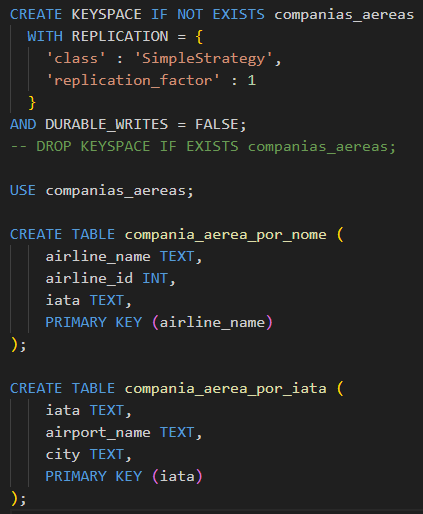 CREATE KEYSPACE IF NOT EXISTS companias_aereas
WITH REPLICATION = {
'class' : 'SimpleStrategy',
'replication_factor' : 1
}
AND DURABLE_WRITES = FALSE;
-- DROP KEYSPACE IF EXISTS companias_aereas;
USE companias_aereas;
CREATE TABLE compania_aerea_por_nome (
airline_name TEXT,
airline_id INT,
iata TEXT,
PRIMARY KEY (airline_name)
);
CREATE TABLE compania_aerea_por_iata (
iata TEXT,
airport_name TEXT,
city TEXT,
PRIMARY KEY (iata)
);